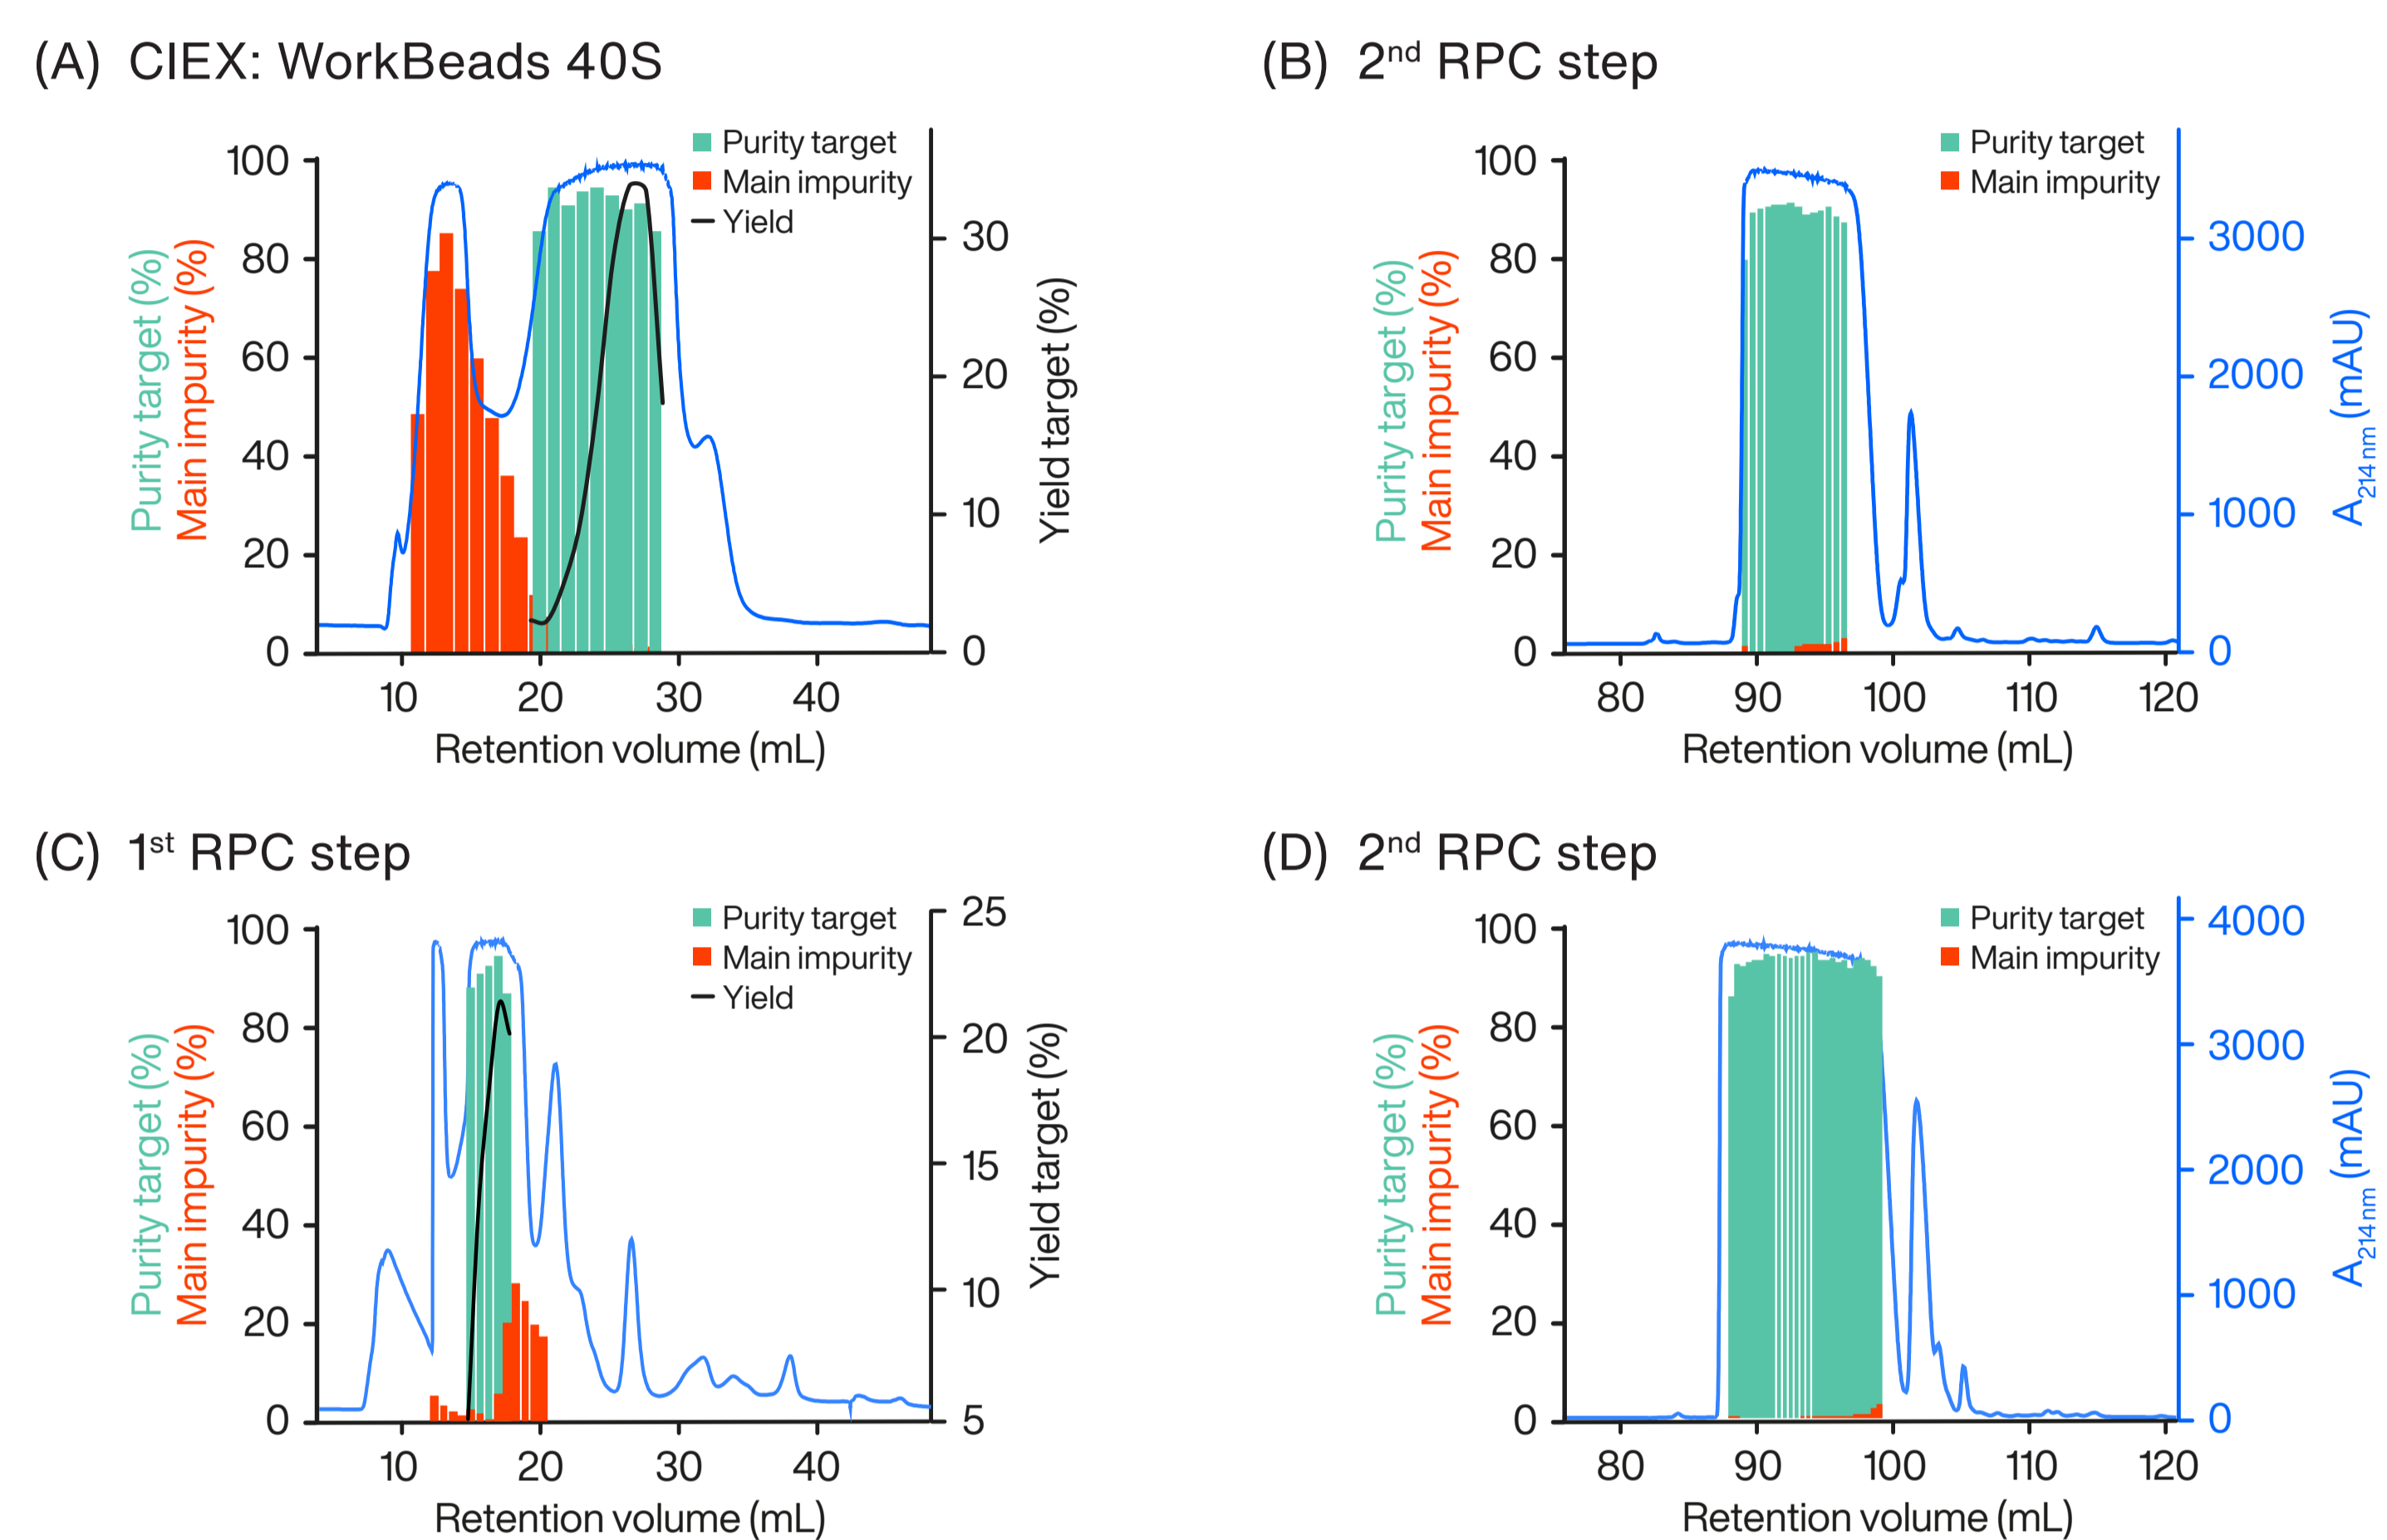 (A) CIEX: WorkBeads 40S
Purity target
Main impurity
Yield
Purity target (%)
Main impurity (%)
100
80
60
40
20
0
30
20
10
0
Yield target (%)
10 20 30 40
Retention volume (mL)
(B) 2nd RPC step
Purity target
Main impurity
Purity target (%)
Main impurity (%)
100
80
60
40
20
0
3000
2000
1000
0
A214 nm (mAU)
80 90 100 110 120
Retention volume (mL)
(C) 1st RPC step
Purity target
Main impurity
Yield
Purity target (%)
Main impurity (%)
100
80
60
40
20
0
25
20
15
10
5
Yield target (%)
10 20 30 40
Retention volume (mL)
(D) 2nd RPC step
Purity target
Main impurity
Purity target (%)
Main impurity (%)
100
80
60
40
20
0
4000
3000
2000
1000
0
A214 nm (mAU)
80 90 100 110 120
Retention volume (mL)